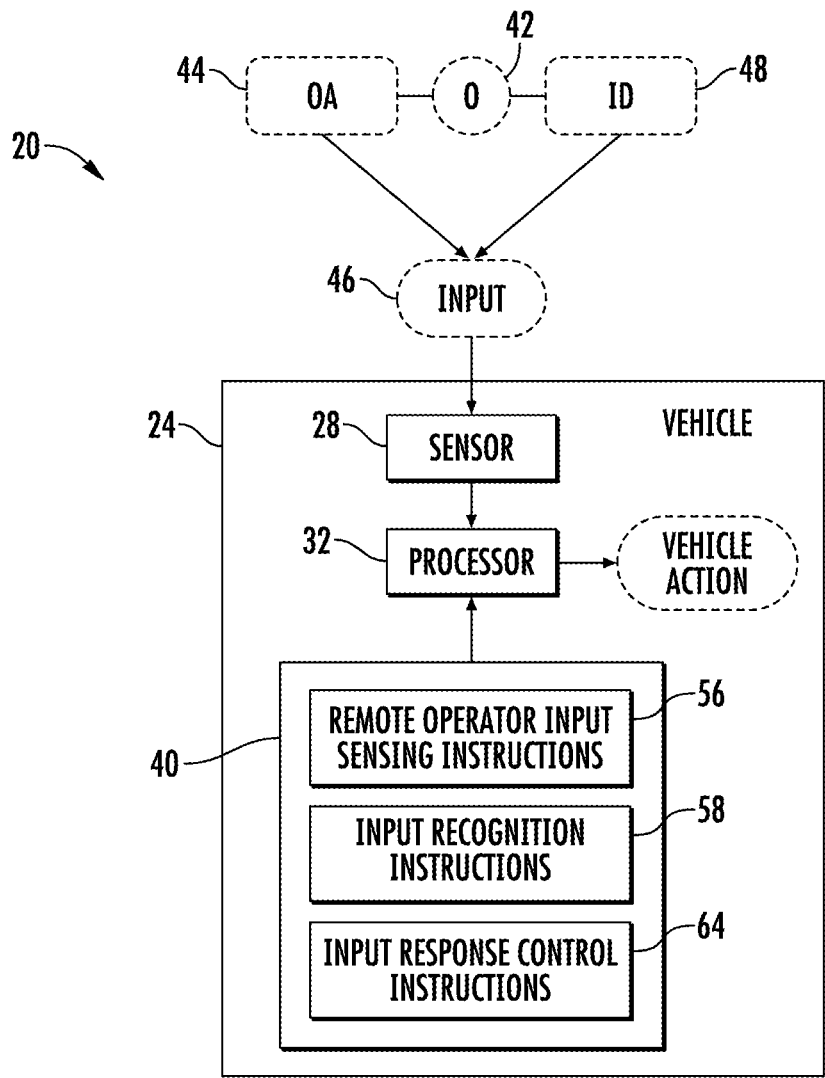 42
44
OA
O
ID
48
20
46
INPUT
24
28
SENSOR
VEHICLE
32
PROCESSOR
VEHICLE
ACTION
56
REMOTE OPERATOR INPUT
SENSING INSTRUCTIONS
40
58
INPUT RECOGNITION
INSTRUCTIONS
64
INPUT RESPONSE CONTROL
INSTRUCTIONS